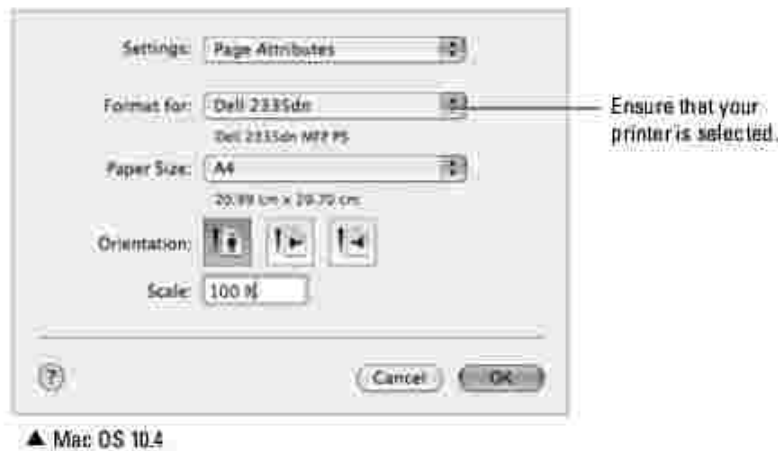 Settings: Page Attributes
Format for: Dell 2335dn
Ensure that your
printer is selected.
Dell 2335dn MFP PS
Paper Size: A4
20.99 cm x 29.70 cm
Orientation:
Scale: 100 %
?
Cancel OK
▲ Mac OS 10.4